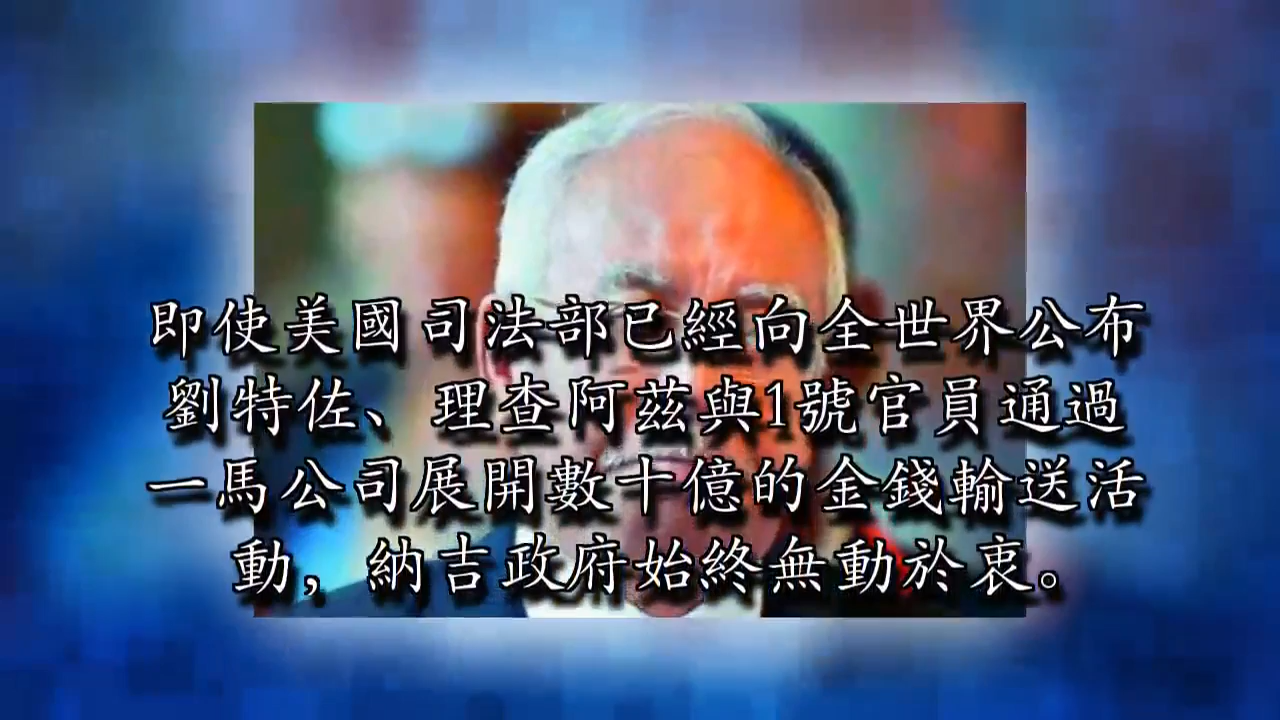 即使美國司法部已經向全世界公布
劉特佐、理查阿茲與1號官員通過
一馬公司展開數十億的金錢輸送活
動，納吉政府始終無動於衷。